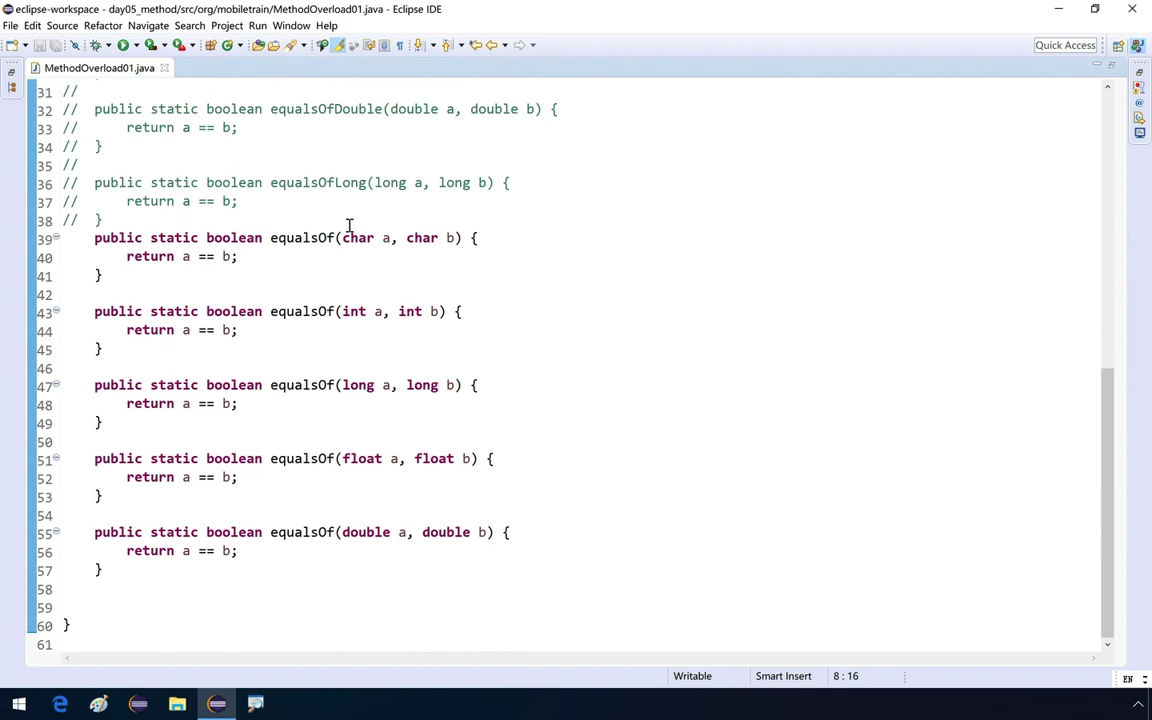 eclipse-workspace - day05_method/src/org/mobiletrain/MethodOverload01.java - Eclipse IDE
File Edit Source Refactor Navigate Search Project Run Window Help
Quick Access
MethodOverload01.java
31 //
32 // public static boolean equalsOfDouble(double a, double b) {
33 // return a == b;
34 // }
35 //
36 // public static boolean equalsOfLong(long a, long b) {
37 // return a == b;
38 // }
39 public static boolean equalsOf(char a, char b) {
40 return a == b;
41 }
42
43 public static boolean equalsOf(int a, int b) {
44 return a == b;
45 }
46
47 public static boolean equalsOf(long a, long b) {
48 return a == b;
49 }
50
51 public static boolean equalsOf(float a, float b) {
52 return a == b;
53 }
54
55 public static boolean equalsOf(double a, double b) {
56 return a == b;
57 }
58
59
60 }
61
Writable Smart Insert 8 : 16
EN